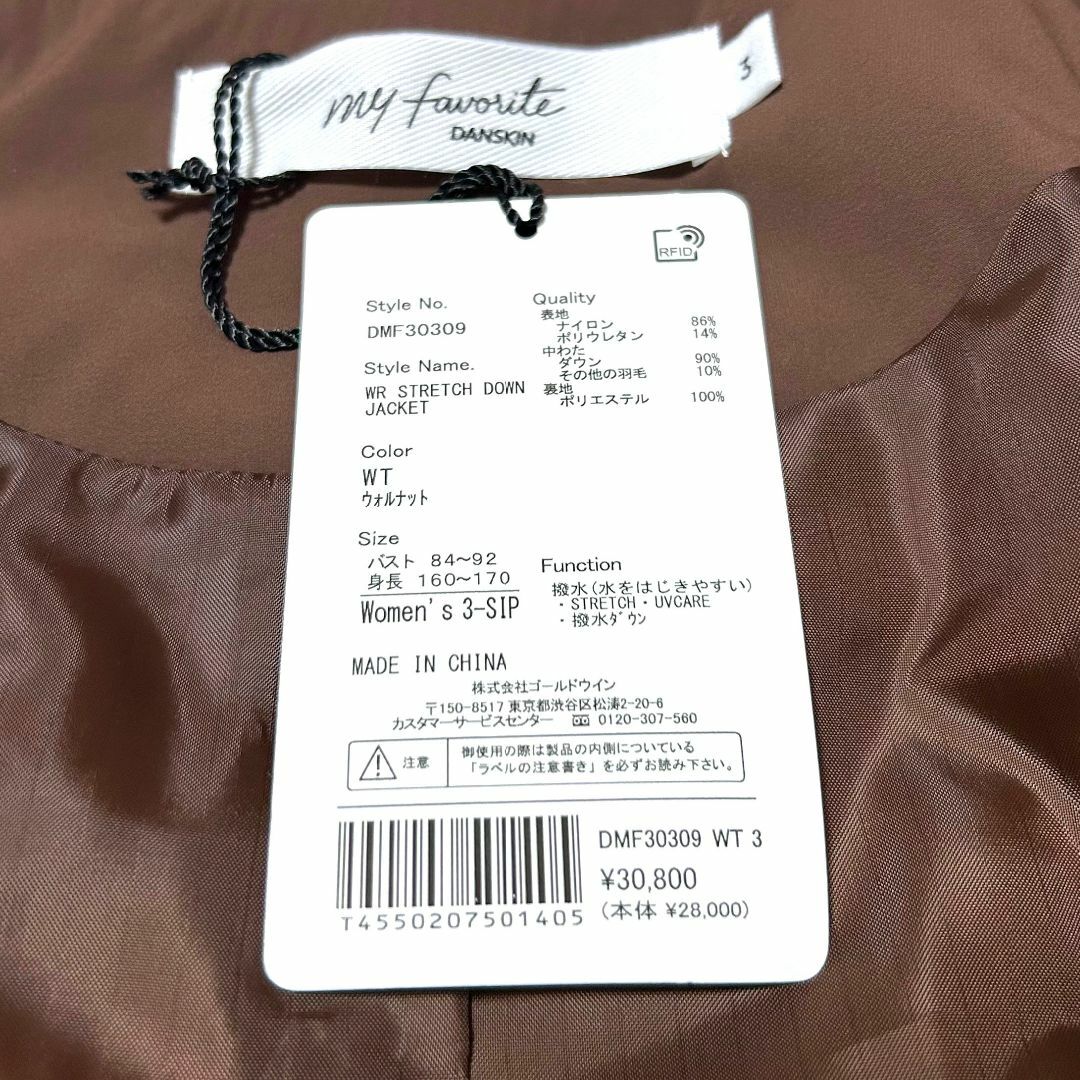 my favorite
DANSKIN
3
RFID
Style No.
DMF30309
Style Name.
WR STRETCH DOWN
JACKET
Color
WT
ウォルナット
Size
バスト 84～92
身長 160～170
Women's 3-SIP
Quality
表地
ナイロン 86%
ポリウレタン 14%
中わた
ダウン 90%
その他の羽毛 10%
裏地
ポリエステル 100%
Function
撥水(水をはじきやすい)
・STRETCH・UVCARE
・撥水ﾀﾞｳﾝ
MADE IN CHINA
株式会社ゴールドウイン
〒150-8517 東京都渋谷区松濤2-20-6
カスタマーサービスセンター 0120-307-560
注意
御使用の際は製品の内側についている
「ラベルの注意書き」を必ずお読み下さい。
T4550207501405
DMF30309 WT 3
¥30,800
(本体 ¥28,000)